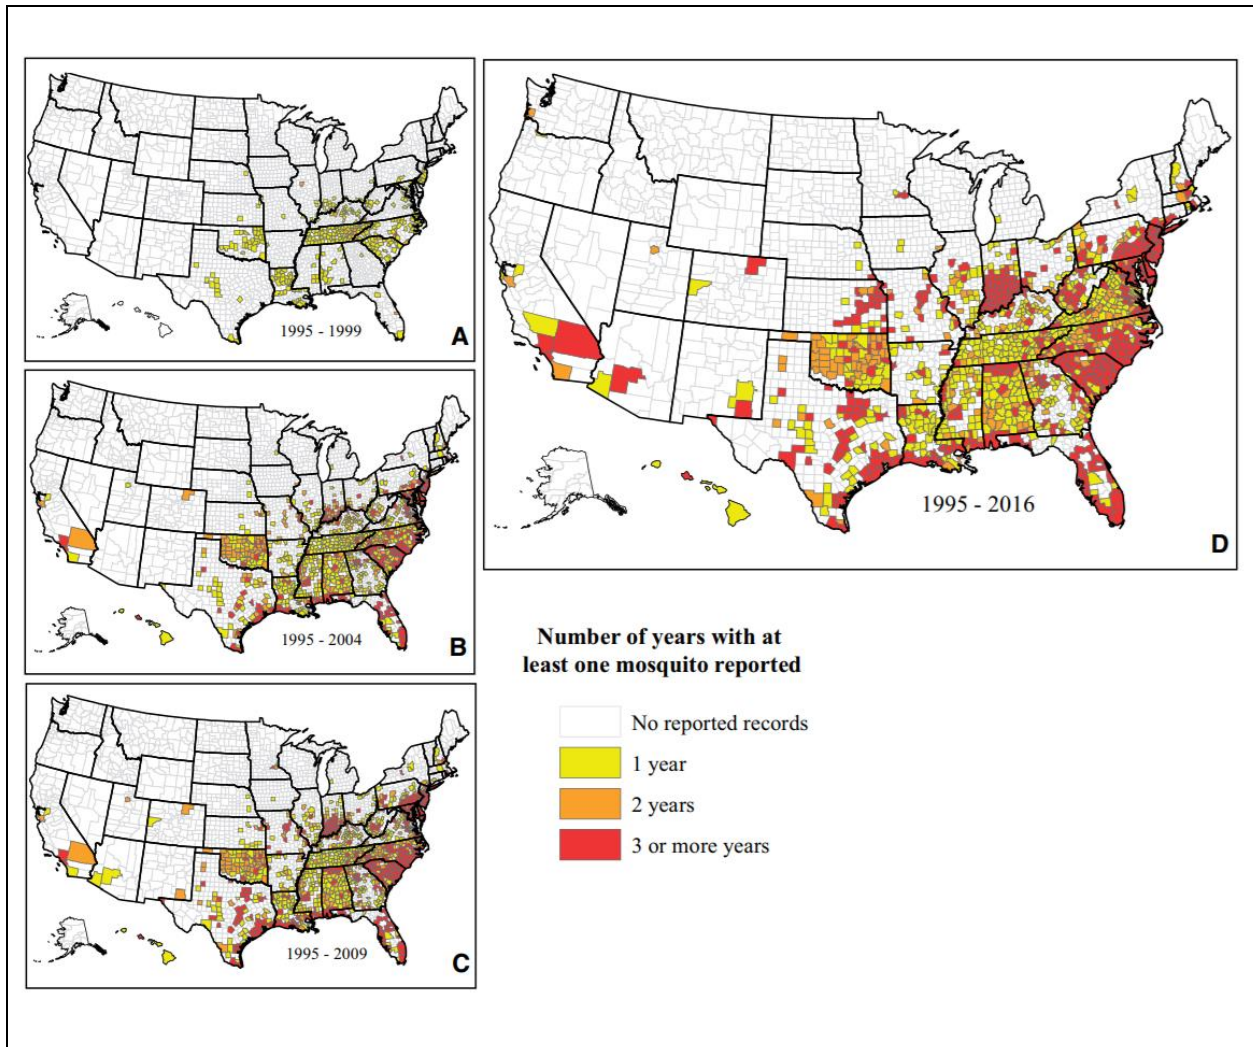 1995 - 1999
A
1995 - 2004
B
1995 - 2009
C
1995 - 2016
D
Number of years with at
least one mosquito reported
No reported records
1 year
2 years
3 or more years